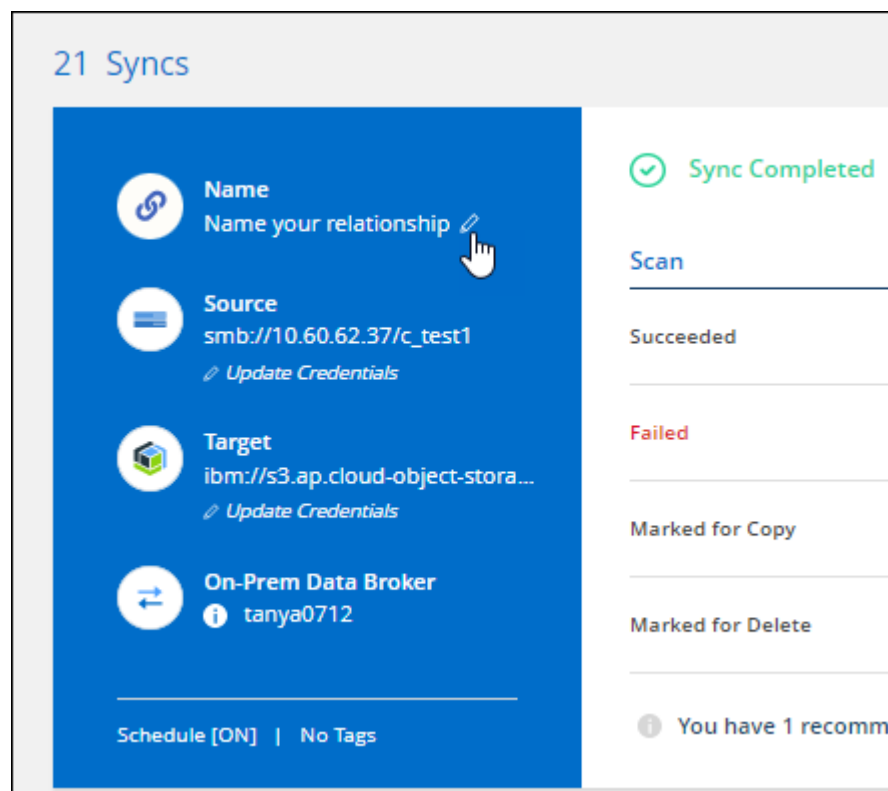 21 Syncs
Name
Name your relationship
Source
smb://10.60.62.37/c_test1
Update Credentials
Target
ibm://s3.ap.cloud-object-stora...
Update Credentials
On-Prem Data Broker
tanya0712
Schedule [ON] | No Tags
Sync Completed
Scan
Succeeded
Failed
Marked for Copy
Marked for Delete
You have 1 recomm